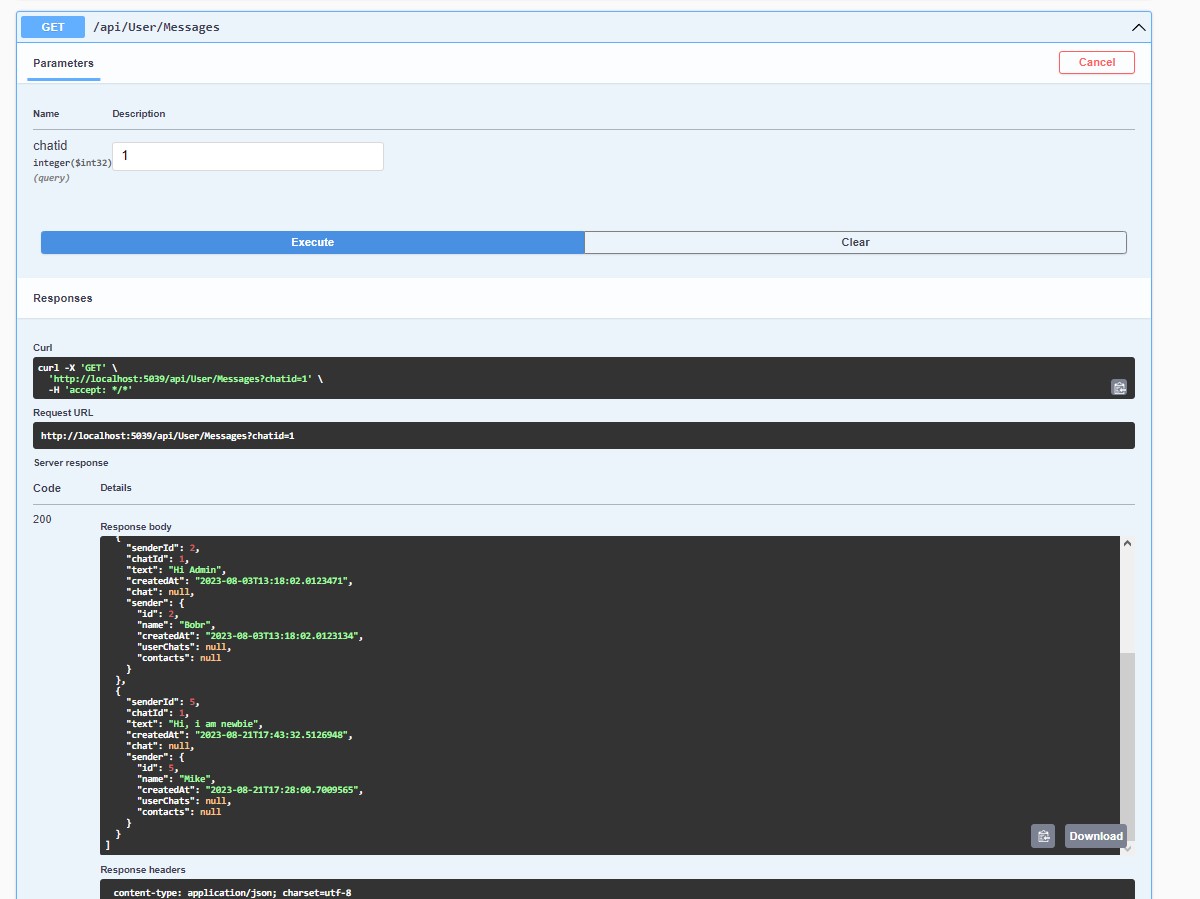 GET /api/User/Messages
Parameters
Cancel
Name Description
chatid
integer($int32)
(query)
1
Execute
Clear
Responses
Curl
curl -X 'GET' \
'http://localhost:5039/api/User/Messages?chatid=1' \
-H 'accept: */*'
Request URL
http://localhost:5039/api/User/Messages?chatid=1
Server response
Code Details
200
Response body
{
"senderId": 2,
"chatId": 1,
"text": "Hi Admin",
"createdAt": "2023-08-03T13:18:02.0123471",
"chat": null,
"sender": {
"id": 2,
"name": "Bobr",
"createdAt": "2023-08-03T13:18:02.0123134",
"userChats": null,
"contacts": null
}
},
{
"senderId": 5,
"chatId": 1,
"text": "Hi, i am newbie",
"createdAt": "2023-08-21T17:43:32.5126948",
"chat": null,
"sender": {
"id": 5,
"name": "Mike",
"createdAt": "2023-08-21T17:28:00.7009565",
"userChats": null,
"contacts": null
}
}
]
Download
Response headers
content-type: application/json; charset=utf-8